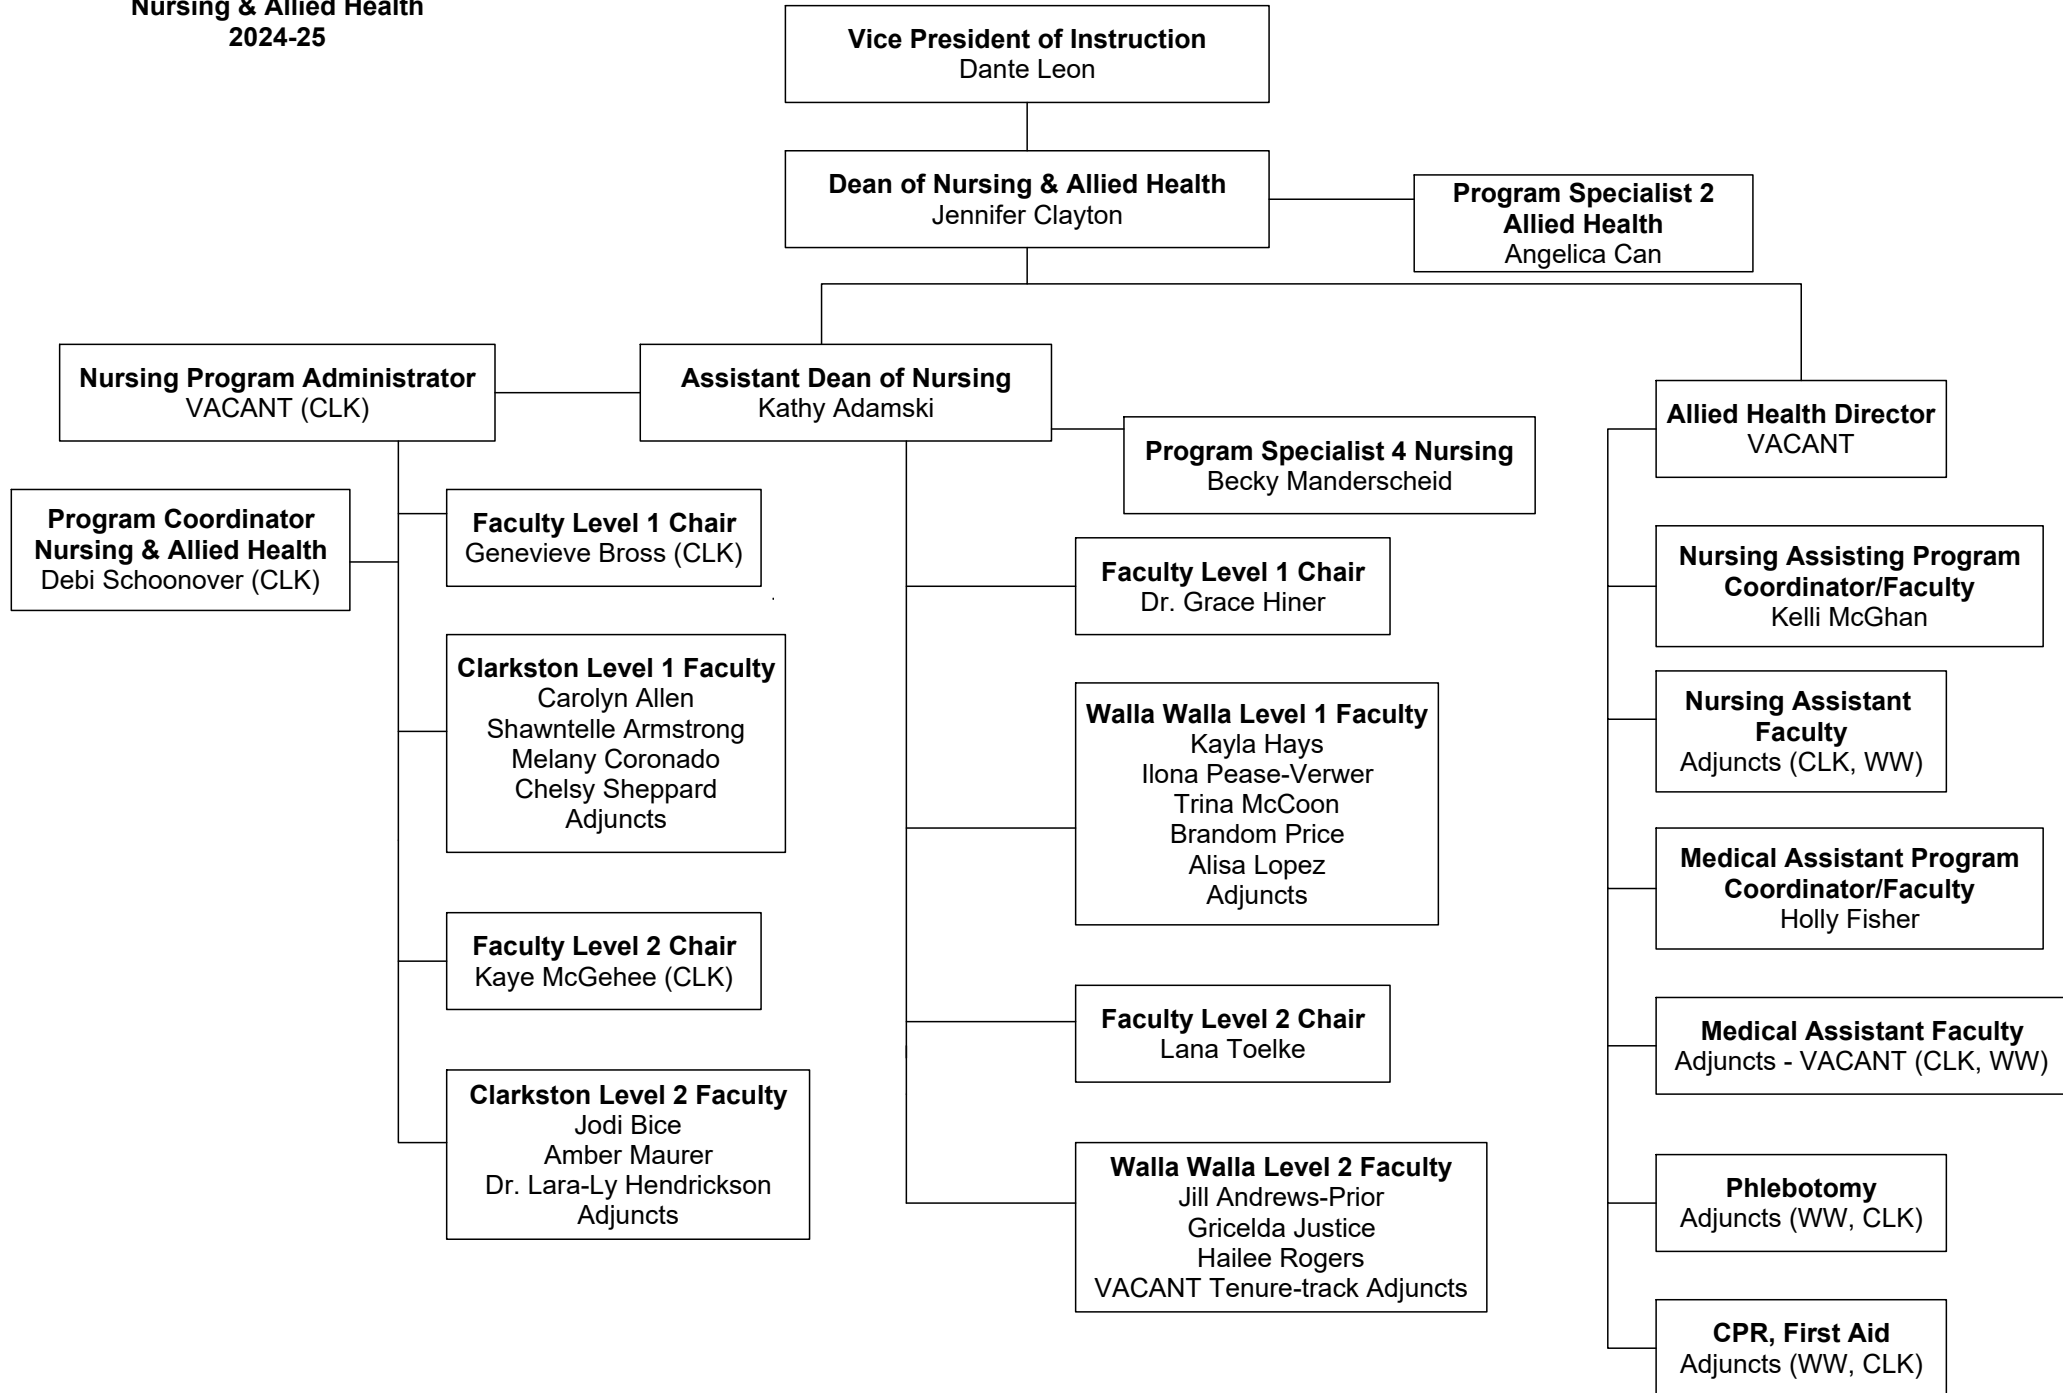 Nursing & Allied Health
2024-25
Vice President of Instruction
Dante Leon
Dean of Nursing & Allied Health
Jennifer Clayton
Program Specialist 2
Allied Health
Angelica Can
Nursing Program Administrator
VACANT (CLK)
Assistant Dean of Nursing
Kathy Adamski
Program Specialist 4 Nursing
Becky Manderscheid
Allied Health Director
VACANT
Program Coordinator
Nursing & Allied Health
Debi Schoonover (CLK)
Faculty Level 1 Chair
Genevieve Bross (CLK)
Clarkston Level 1 Faculty
Carolyn Allen
Shawntelle Armstrong
Melany Coronado
Chelsy Sheppard
Adjuncts
Faculty Level 2 Chair
Kaye McGehee (CLK)
Clarkston Level 2 Faculty
Jodi Bice
Amber Maurer
Dr. Lara-Ly Hendrickson
Adjuncts
Faculty Level 1 Chair
Dr. Grace Hiner
Walla Walla Level 1 Faculty
Kayla Hays
Ilona Pease-Verwer
Trina McCoon
Brandom Price
Alisa Lopez
Adjuncts
Faculty Level 2 Chair
Lana Toelke
Walla Walla Level 2 Faculty
Jill Andrews-Prior
Gricelda Justice
Hailee Rogers
VACANT Tenure-track Adjuncts
Nursing Assisting Program
Coordinator/Faculty
Kelli McGhan
Nursing Assistant
Faculty
Adjuncts (CLK, WW)
Medical Assistant Program
Coordinator/Faculty
Holly Fisher
Medical Assistant Faculty
Adjuncts - VACANT (CLK, WW)
Phlebotomy
Adjuncts (WW, CLK)
CPR, First Aid
Adjuncts (WW, CLK)